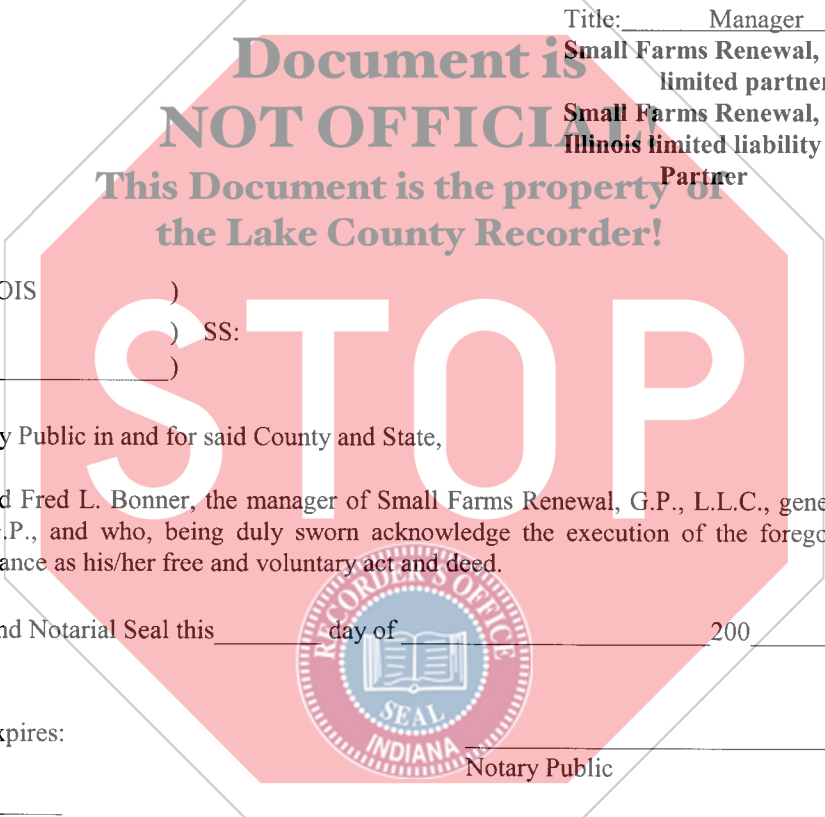 Title: Manager
Small Farms Renewal,
limited partner
Small Farms Renewal,
Illinois limited liability
Partner
Document is
NOT OFFICIAL!
This Document is the property of
the Lake County Recorder!
STOP
OIS )
) SS:
)
y Public in and for said County and State,
d Fred L. Bonner, the manager of Small Farms Renewal, G.P., L.L.C., gene
.P., and who, being duly sworn acknowledge the execution of the forego
ance as his/her free and voluntary act and deed.
nd Notarial Seal this day of 200
RECORDER'S OFFICE
SEAL
INDIANA
xpires:
Notary Public